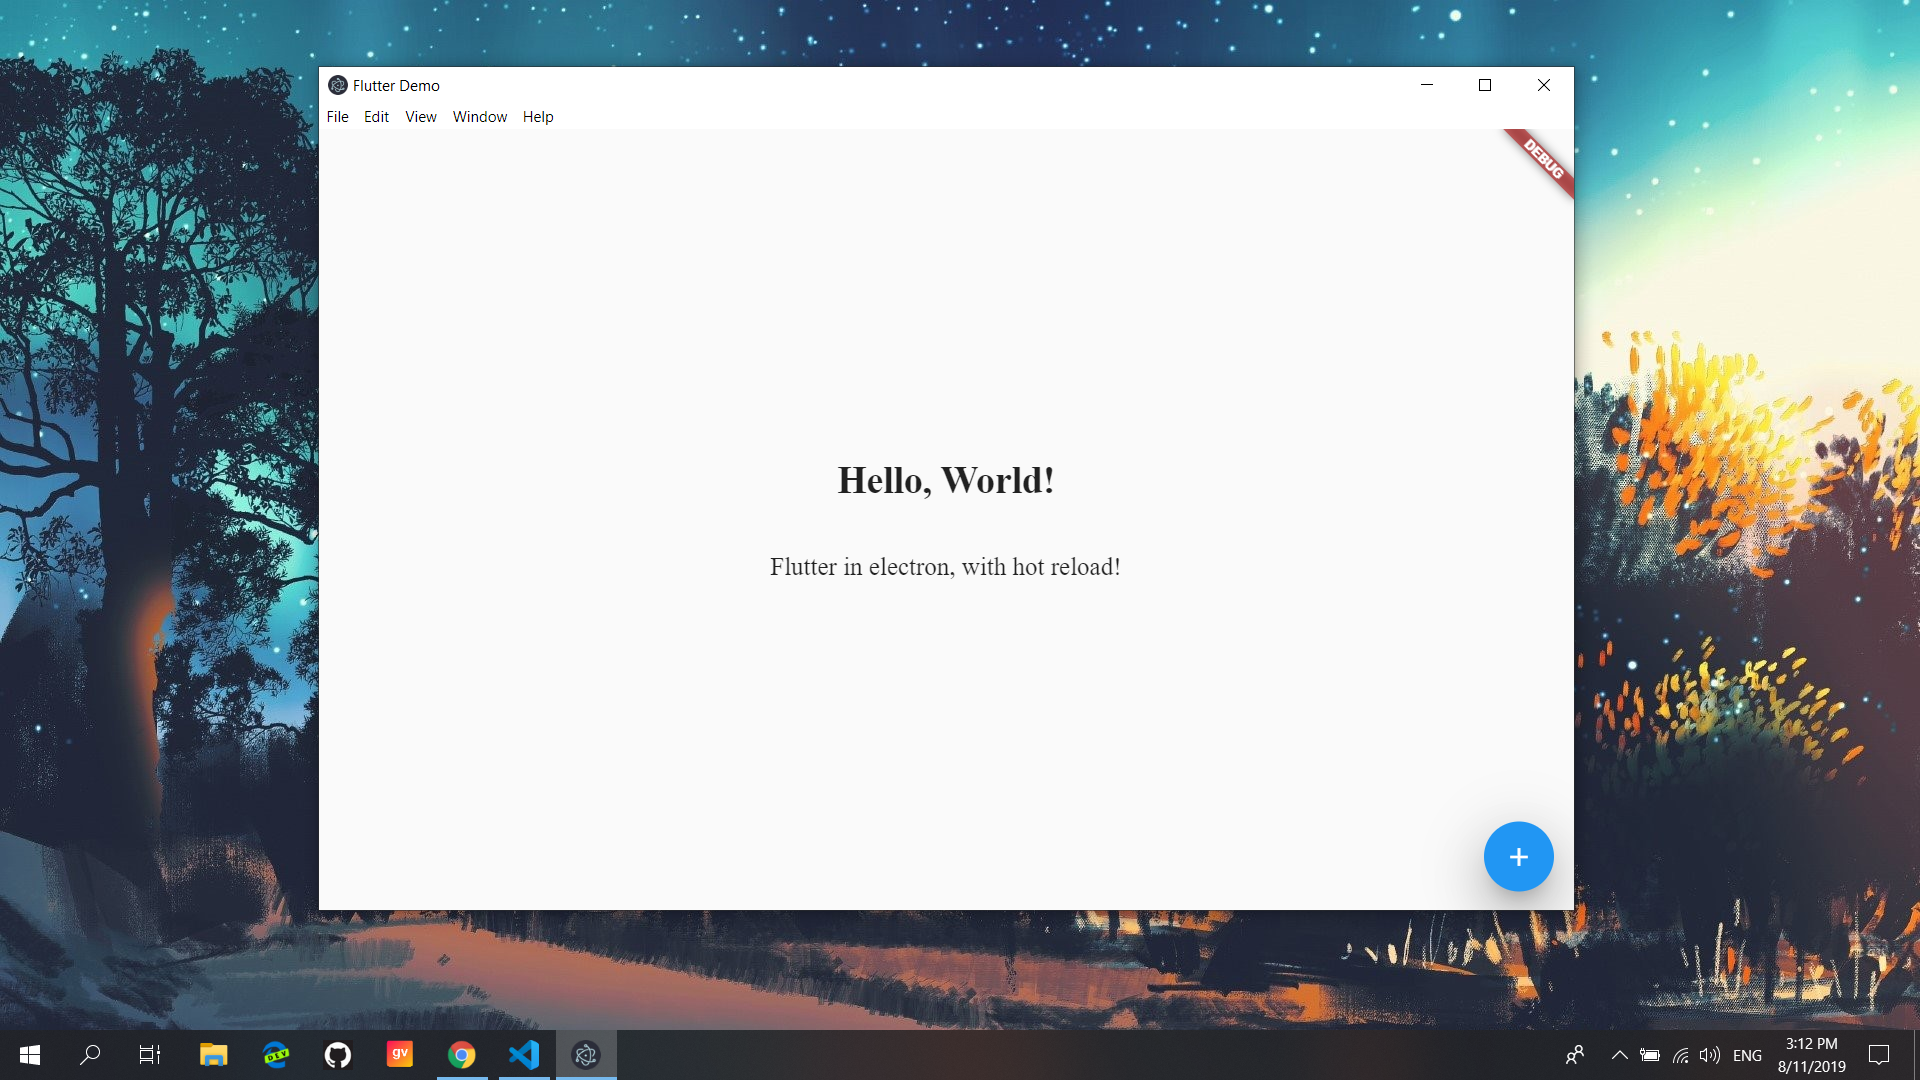 Flutter Demo
File Edit View Window Help
DEBUG
Hello, World!
Flutter in electron, with hot reload!
DEV
gv
ENG
3:12 PM
8/11/2019